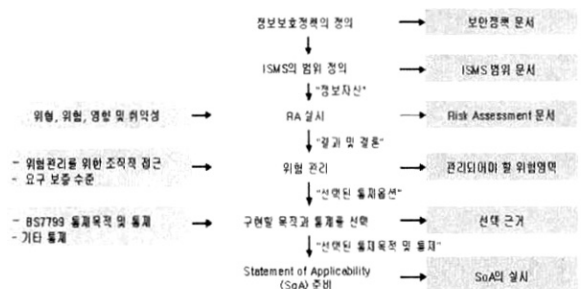 정보보호정책의 정의
보안정책 문서
ISMS의 범위 정의
ISMS 범위 문서
"정보자산"
위협, 위험, 영향 및 취약성
RA 실시
Risk Assessment 문서
"결과 및 결론"
- 위험관리를 위한 조직적 접근
- 요구 보증 수준
위험 관리
관리되어야 할 위험영역
"선택된 통제옵션"
- BS7799 통제목적 및 통제
- 기타 통제
구현할 목적과 통제를 선택
선택 근거
"선택된 통제목적 및 통제"
Statement of Applicability
(SoA) 준비
SoA의 실시